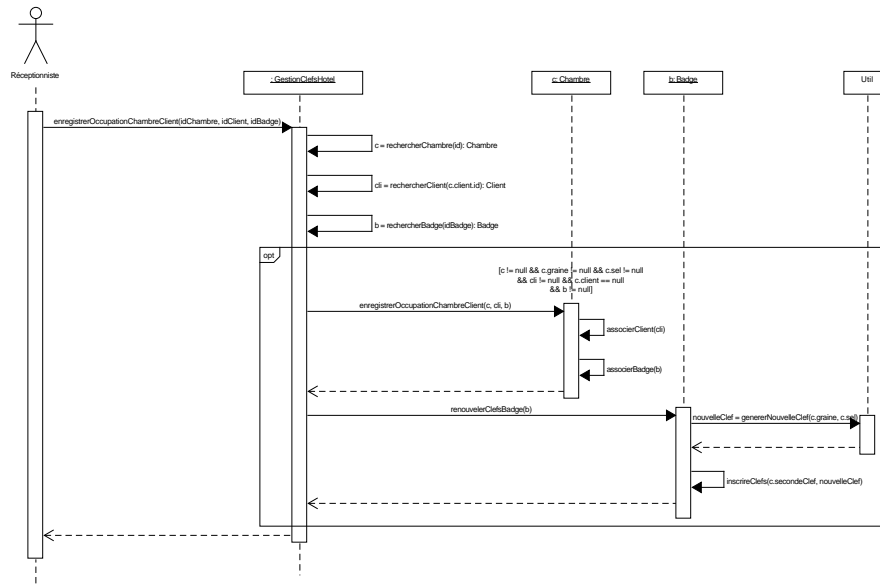 Réceptionniste
: GestionClefsHotel
c: Chambre
b: Badge
Util
enregistrerOccupationChambreClient(idChambre, idClient, idBadge)
c = rechercherChambre(id): Chambre
cli = rechercherClient(c.client.id): Client
b = rechercherBadge(idBadge): Badge
opt
[c != null && c.graine != null && c.sel != null
&& cli != null && c.client == null
&& b != null]
enregistrerOccupationChambreClient(c, cli, b)
associerClient(cli)
associerBadge(b)
renouvelerClefsBadge(b)
nouvelleClef = genererNouvelleClef(c.graine, c.sel)
inscrireClefs(c.secondeClef, nouvelleClef)